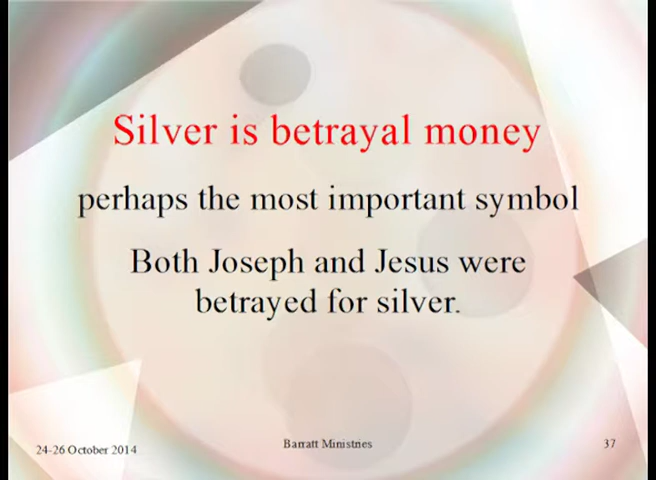 Silver is betrayal money
perhaps the most important symbol
Both Joseph and Jesus were
betrayed for silver.
24-26 October 2014
Barratt Ministries
37